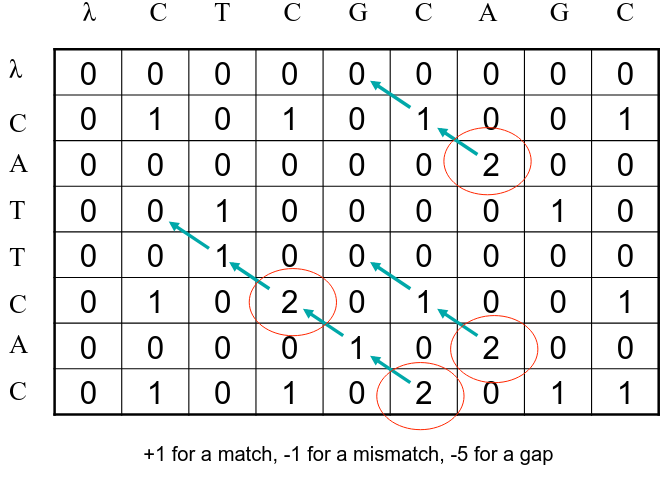 λ C T C G C A G C
λ 0 0 0 0 0 0 0 0 0
C 0 1 0 1 0 1 0 0 1
A 0 0 0 0 0 0 2 0 0
T 0 0 1 0 0 0 0 1 0
T 0 0 1 0 0 0 0 0 0
C 0 1 0 2 0 1 0 0 1
A 0 0 0 0 1 0 2 0 0
C 0 1 0 1 0 2 0 1 1
+1 for a match, -1 for a mismatch, -5 for a gap